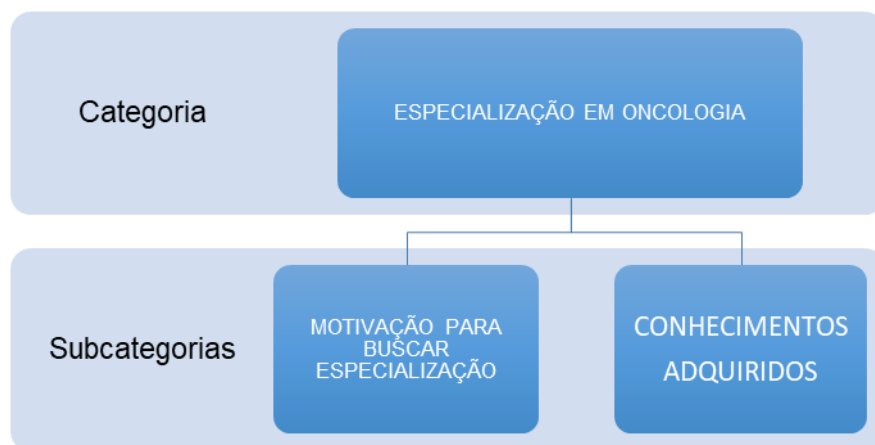 Categoria
ESPECIALIZAÇÃO EM ONCOLOGIA
Subcategorias
MOTIVAÇÃO PARA
BUSCAR
ESPECIALIZAÇÃO
CONHECIMENTOS
ADQUIRIDOS